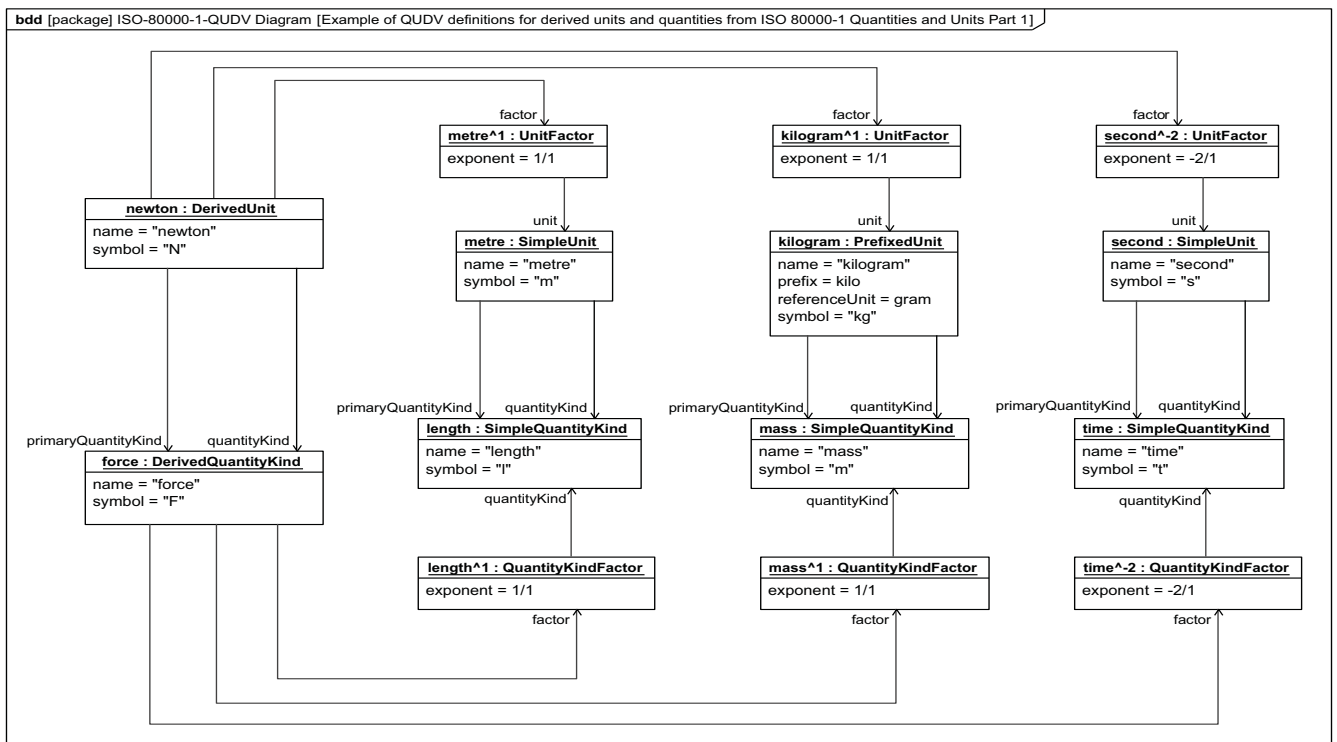 bdd [package] ISO-80000-1-QUDV Diagram [Example of QUDV definitions for derived units and quantities from ISO 80000-1 Quantities and Units Part 1]
factor
factor
factor
metre^1 : UnitFactor
exponent = 1/1
kilogram^1 : UnitFactor
exponent = 1/1
second^-2 : UnitFactor
exponent = -2/1
newton : DerivedUnit
name = "newton"
symbol = "N"
unit
unit
unit
metre : SimpleUnit
name = "metre"
symbol = "m"
kilogram : PrefixedUnit
name = "kilogram"
prefix = kilo
referenceUnit = gram
symbol = "kg"
second : SimpleUnit
name = "second"
symbol = "s"
primaryQuantityKind
quantityKind
primaryQuantityKind
quantityKind
primaryQuantityKind
quantityKind
primaryQuantityKind
quantityKind
force : DerivedQuantityKind
name = "force"
symbol = "F"
length : SimpleQuantityKind
name = "length"
symbol = "l"
mass : SimpleQuantityKind
name = "mass"
symbol = "m"
time : SimpleQuantityKind
name = "time"
symbol = "t"
quantityKind
quantityKind
quantityKind
length^1 : QuantityKindFactor
exponent = 1/1
mass^1 : QuantityKindFactor
exponent = 1/1
time^-2 : QuantityKindFactor
exponent = -2/1
factor
factor
factor